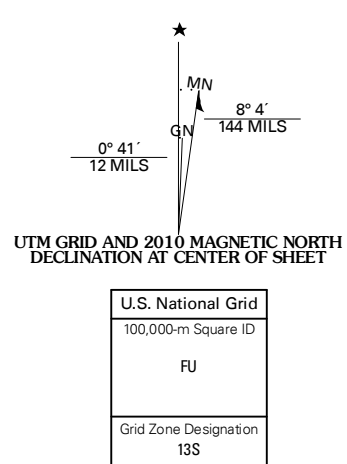 ★
MN
8° 4´
144 MILS
GN
0° 41´
12 MILS
UTM GRID AND 2010 MAGNETIC NORTH
DECLINATION AT CENTER OF SHEET
U.S. National Grid
100,000-m Square ID
FU
Grid Zone Designation
13S